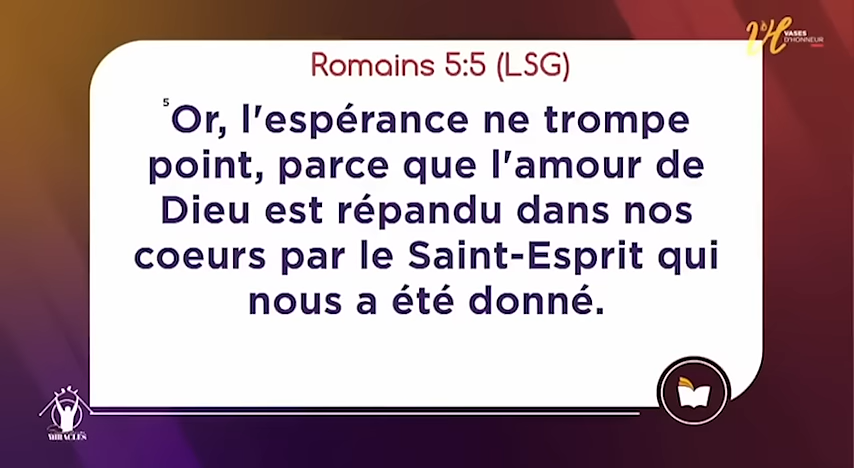 VASES
D'HONNEUR
Romains 5:5 (LSG)
5 Or, l'espérance ne trompe
point, parce que l'amour de
Dieu est répandu dans nos
coeurs par le Saint-Esprit qui
nous a été donné.
MIRACLES